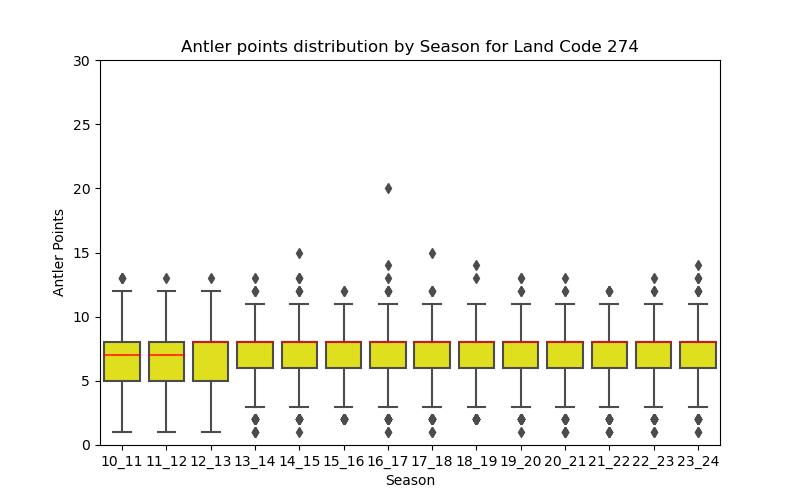 Antler points distribution by Season for Land Code 274
30
25
20
15
10
5
0
Antler Points
10_11 11_12 12_13 13_14 14_15 15_16 16_17 17_18 18_19 19_20 20_21 21_22 22_23 23_24
Season